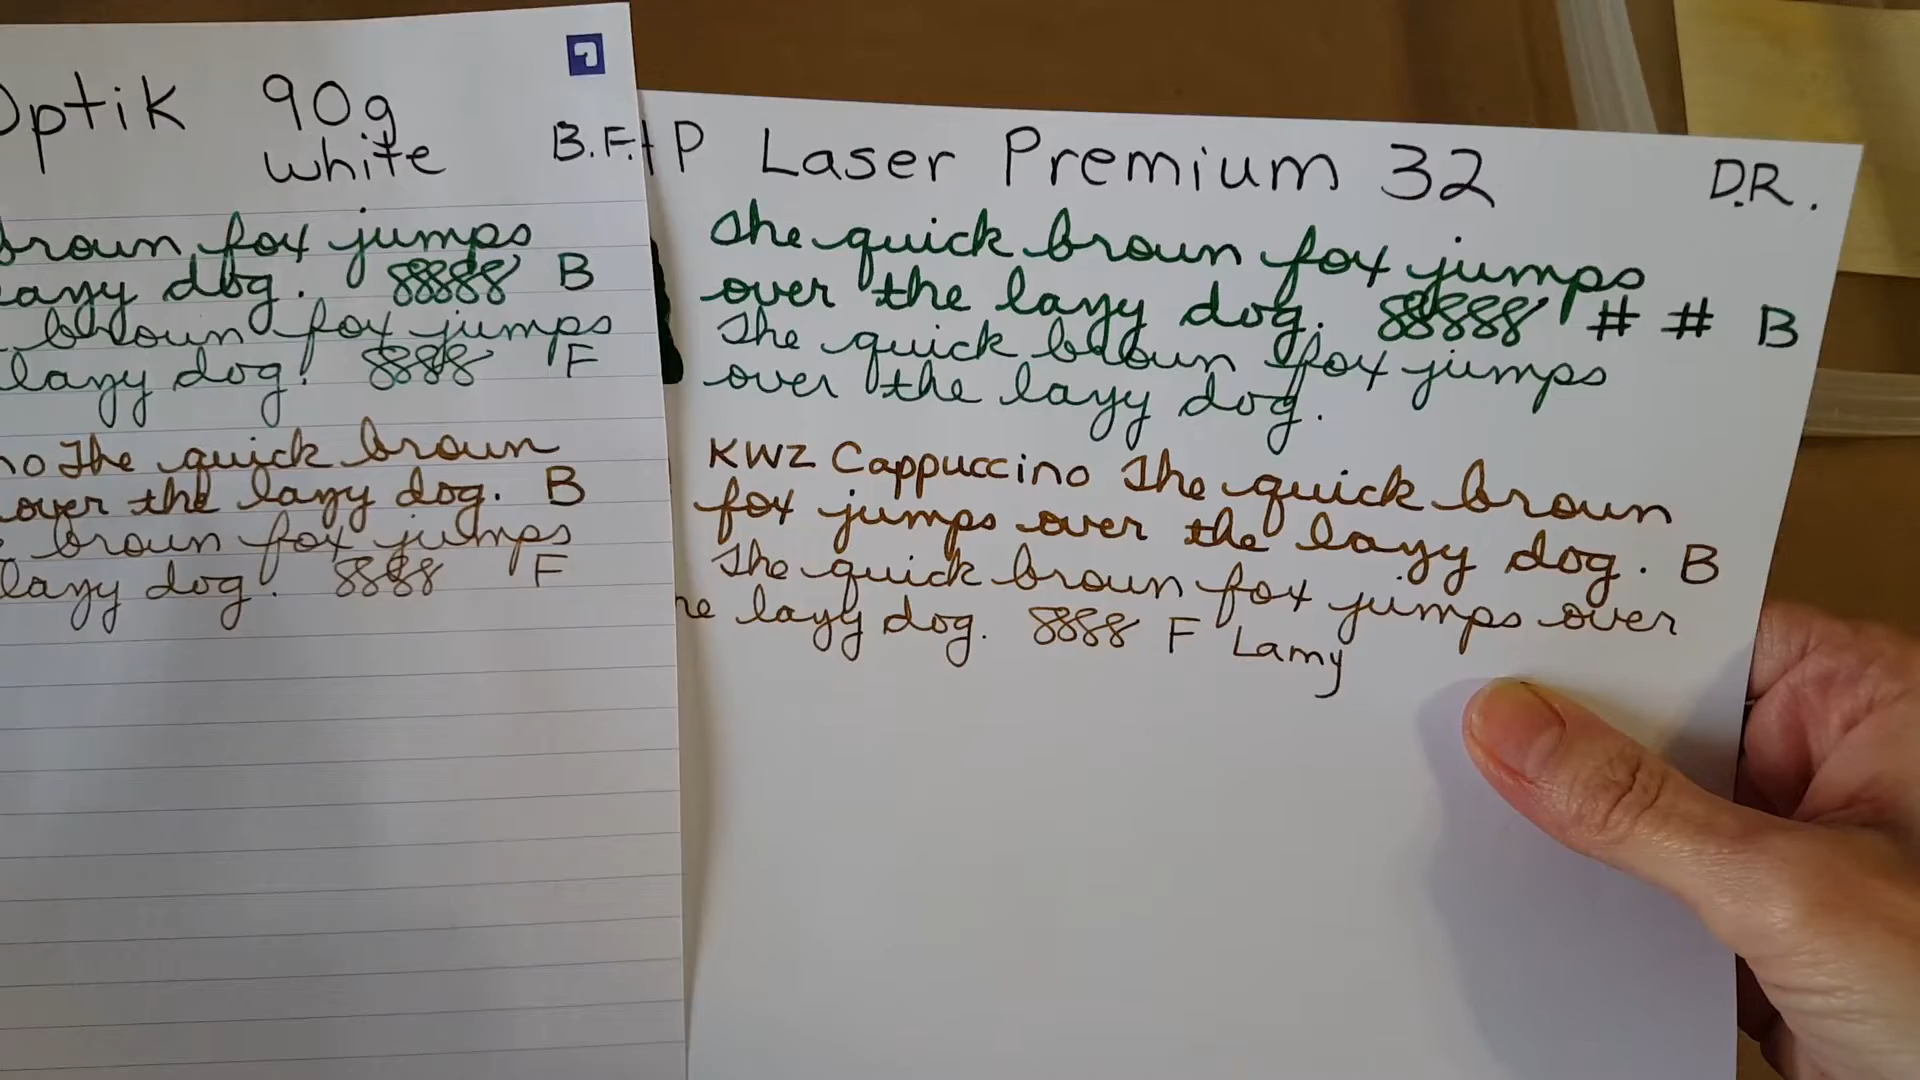 Optik 90g
white
B.F.
brown fox jumps
lazy dog. 88888 B
brown fox jumps
lazy dog! 8888 F
no The quick brown
over the lazy dog. B
brown fox jumps
lazy dog! 8888 F
HP Laser Premium 32 D.R.
The quick brown fox jumps
over the lazy dog. 88888 # # B
The quick brown fox jumps
over the lazy dog.
KWZ Cappuccino The quick brown
fox jumps over the lazy dog. B
The quick brown fox jumps over
he lazy dog. 8888 F Lamy